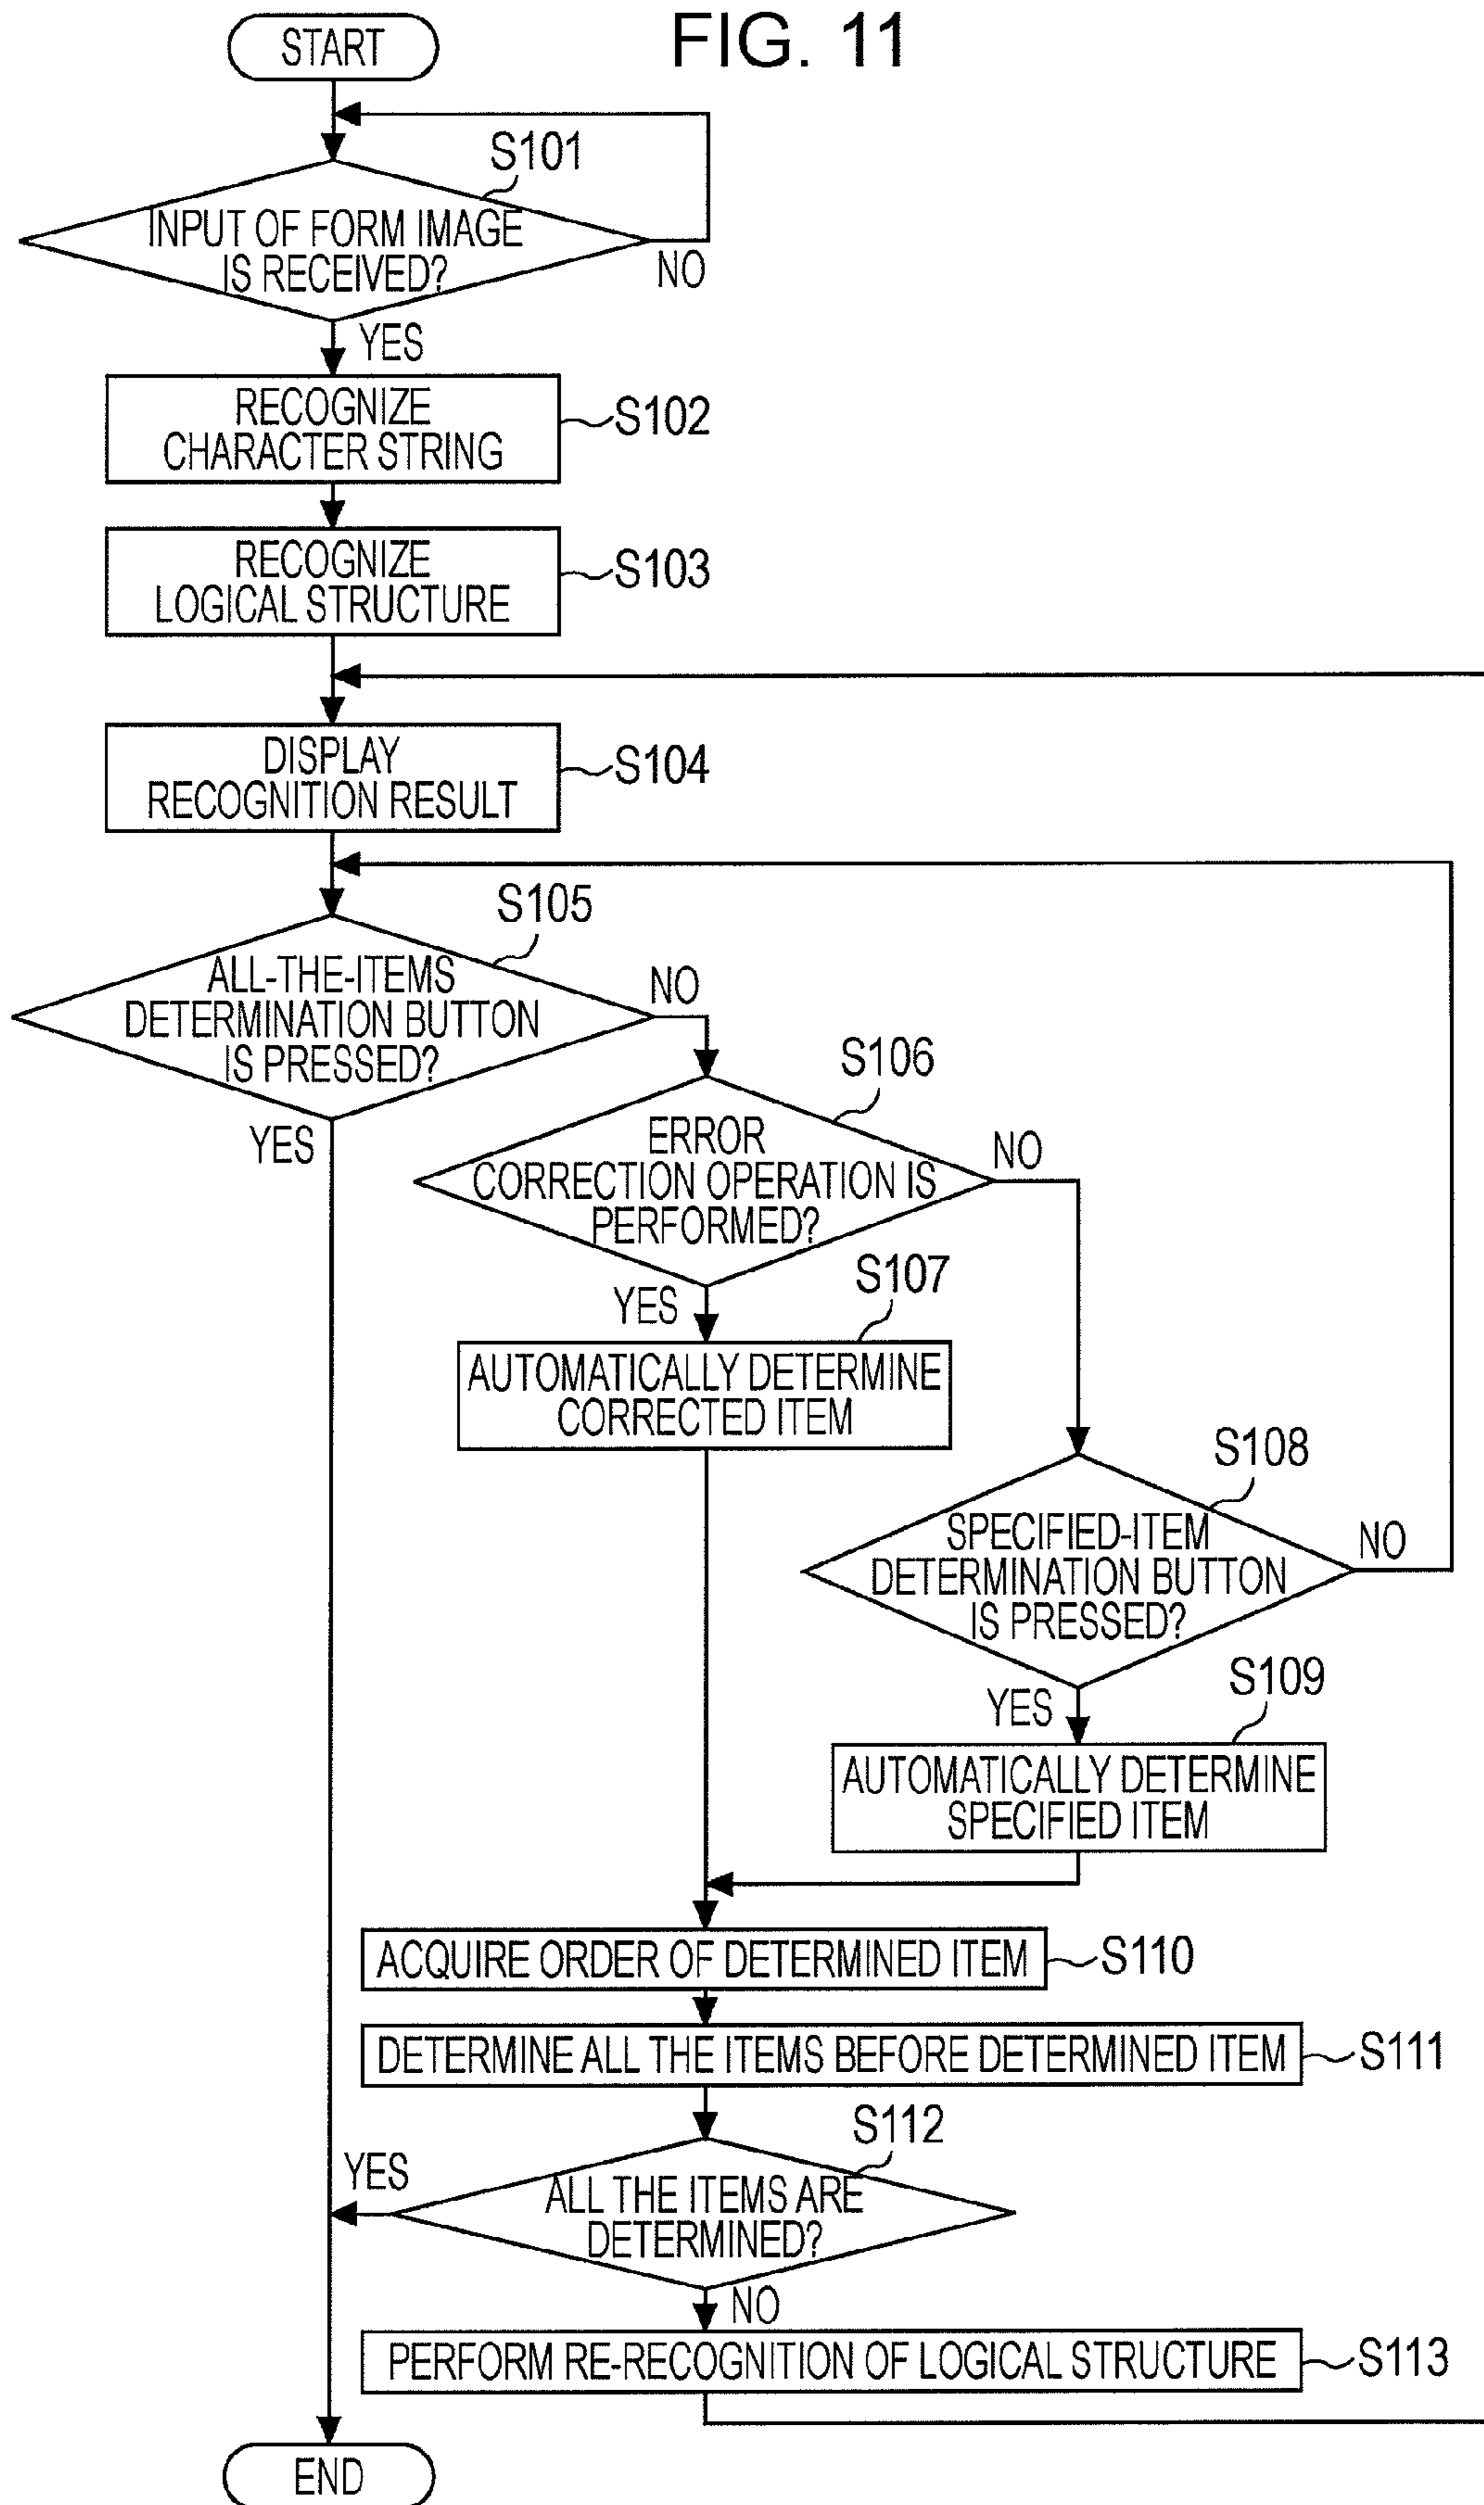 FIG. 11
START
S101
INPUT OF FORM IMAGE
IS RECEIVED?
NO
YES
RECOGNIZE
CHARACTER STRING
S102
RECOGNIZE
LOGICAL STRUCTURE
S103
DISPLAY
RECOGNITION RESULT
S104
S105
ALL-THE-ITEMS
DETERMINATION BUTTON
IS PRESSED?
NO
YES
S106
ERROR
CORRECTION OPERATION IS
PERFORMED?
NO
YES
S107
AUTOMATICALLY DETERMINE
CORRECTED ITEM
S108
SPECIFIED-ITEM
DETERMINATION BUTTON
IS PRESSED?
NO
YES
S109
AUTOMATICALLY DETERMINE
SPECIFIED ITEM
ACQUIRE ORDER OF DETERMINED ITEM
S110
DETERMINE ALL THE ITEMS BEFORE DETERMINED ITEM
S111
S112
YES
ALL THE ITEMS ARE
DETERMINED?
NO
PERFORM RE-RECOGNITION OF LOGICAL STRUCTURE
S113
END